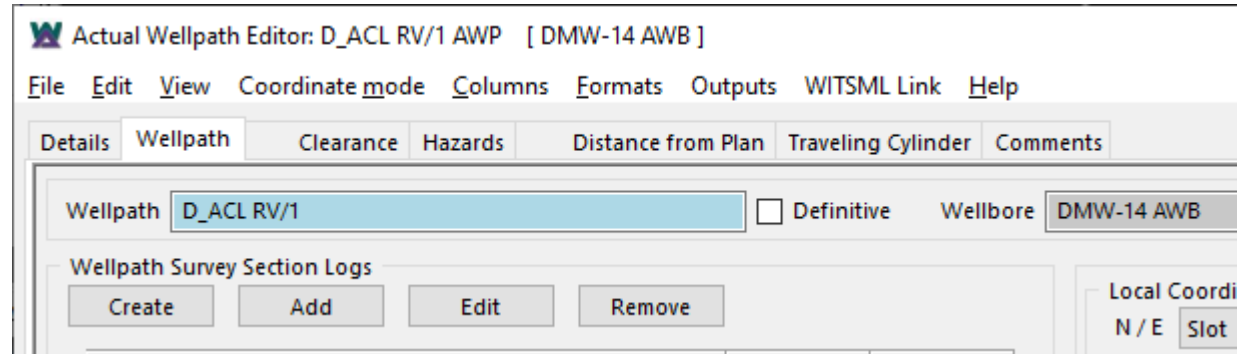 Actual Wellpath Editor: D_ACL RV/1 AWP [ DMW-14 AWB ]
File Edit View Coordinate mode Columns Formats Outputs WITSML Link Help
Details Wellpath Clearance Hazards Distance from Plan Traveling Cylinder Comments
Wellpath D_ACL RV/1 Definitive Wellbore DMW-14 AWB
Wellpath Survey Section Logs
Create Add Edit Remove
Local Coordi
N / E Slot